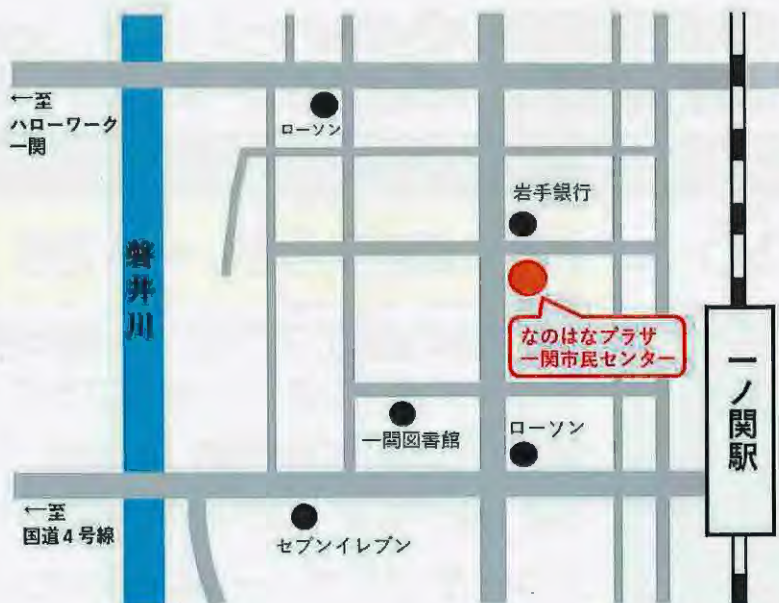 ←至
ハローワーク
一関
ローソン
岩手銀行
磐井川
なのはなプラザ
一関市民センター
一ノ関駅
一関図書館
ローソン
←至
国道4号線
セブンイレブン